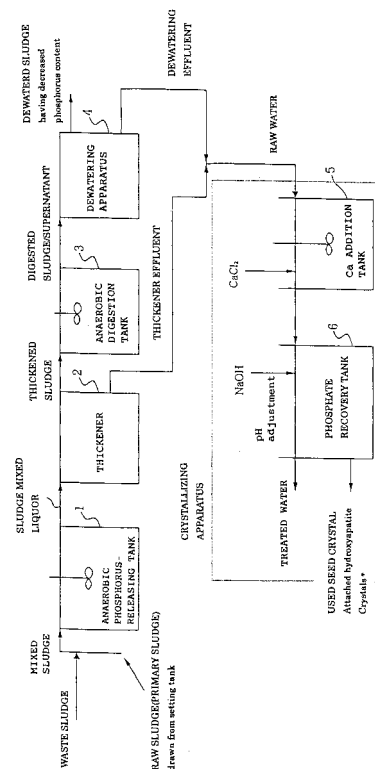 WASTE SLUDGE
RAW SLUDGE(PRIMARY SLUDGE)
drawn from setting tank
MIXED
SLUDGE
ANAEROBIC
PHOSPHORUS-
RELEASING TANK
1
SLUDGE MIXED
LIQUOR
THICKENER
2
THICKENED
SLUDGE
ANAEROBIC
DIGESTION
TANK
3
DIGESTED
SLUDGE/SUPERNATANT
DEWATERING
APPARATUS
4
DEWATERD SLUDGE
having decreased
phosphorus content
DEWATERING
EFFLUENT
THICKENER EFFLUENT
RAW WATER
CRYSTALLIZING
APPARATUS
CaCl₂
Ca ADDITION
TANK
5
NaOH
pH
adjustment
PHOSPHATE
RECOVERY TANK
6
TREATED WATER
USED SEED CRYSTAL
Attached hydroxyapatite
Crystals*